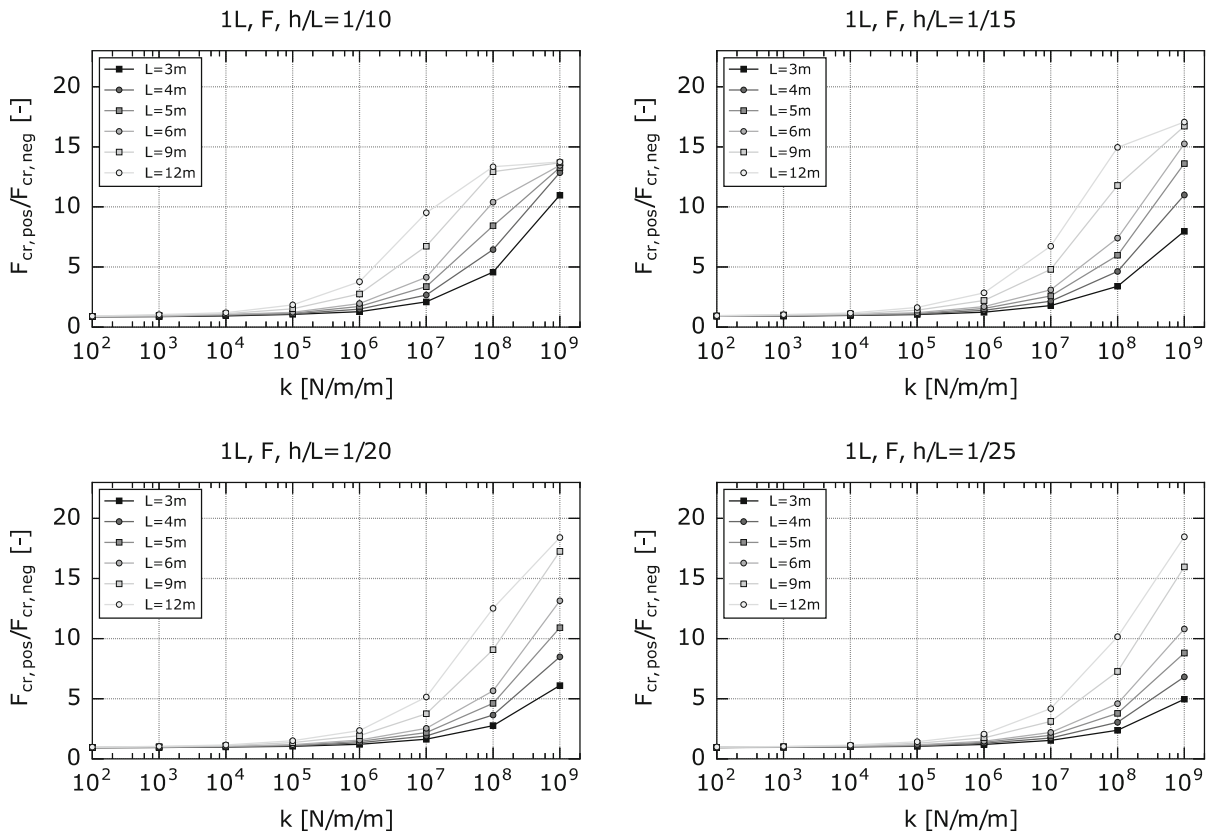 1L, F, h/L=1/10
F_cr,pos/F_cr,neg [-]
20
15
10
5
0
L=3m
L=4m
L=5m
L=6m
L=9m
L=12m
10^2 10^3 10^4 10^5 10^6 10^7 10^8 10^9
k [N/m/m]
1L, F, h/L=1/15
F_cr,pos/F_cr,neg [-]
20
15
10
5
0
L=3m
L=4m
L=5m
L=6m
L=9m
L=12m
10^2 10^3 10^4 10^5 10^6 10^7 10^8 10^9
k [N/m/m]
1L, F, h/L=1/20
F_cr,pos/F_cr,neg [-]
20
15
10
5
0
L=3m
L=4m
L=5m
L=6m
L=9m
L=12m
10^2 10^3 10^4 10^5 10^6 10^7 10^8 10^9
k [N/m/m]
1L, F, h/L=1/25
F_cr,pos/F_cr,neg [-]
20
15
10
5
0
L=3m
L=4m
L=5m
L=6m
L=9m
L=12m
10^2 10^3 10^4 10^5 10^6 10^7 10^8 10^9
k [N/m/m]